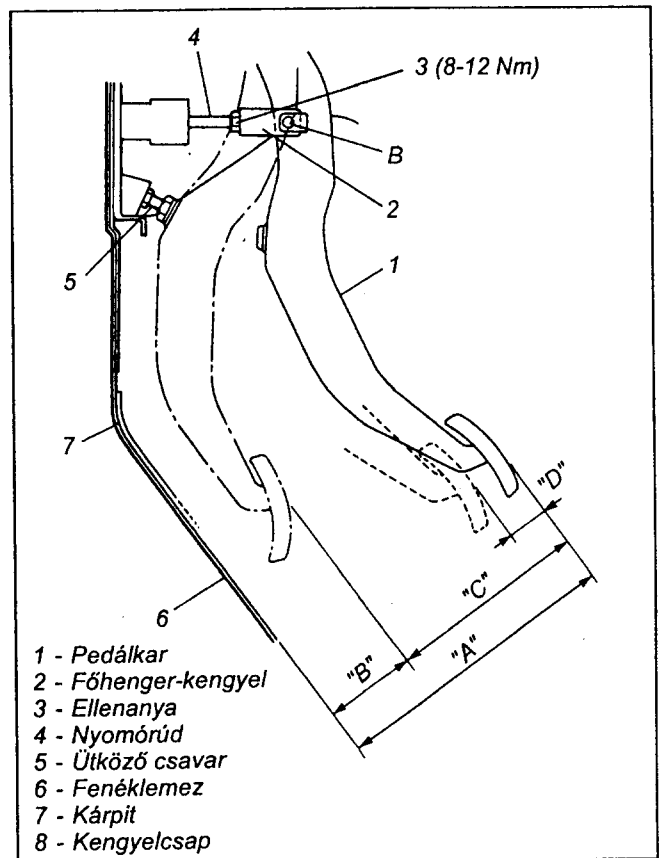 4
3 (8-12 Nm)
B
2
5
1
7
"D"
"C"
"A"
"B"
6
1 - Pedálkar
2 - Főhenger-kengyel
3 - Ellenanya
4 - Nyomórúd
5 - Ütköző csavar
6 - Fenéklemez
7 - Kárpit
8 - Kengyelcsap